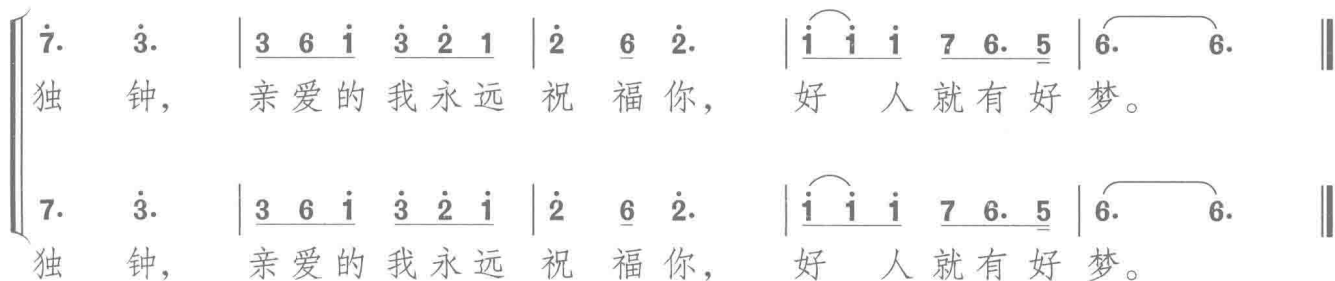 7̇. 3̇. | 3 6 1̇ 3̇ 2̇ 1 | 2̇ 6 2̇. | 1̇ 1̇ 1̇ 7 6. 5 | 6. 6. ‖
独 钟， 亲爱的我永远 祝 福你， 好 人就有好 梦。
7. 3̇. | 3 6 1̇ 3̇ 2̇ 1̇ | 2̇ 6 2̇. | 1̇ 1̇ 1̇ 7 6. 5 | 6. 6. ‖
独 钟， 亲爱的我永远 祝 福你， 好 人就有好 梦。